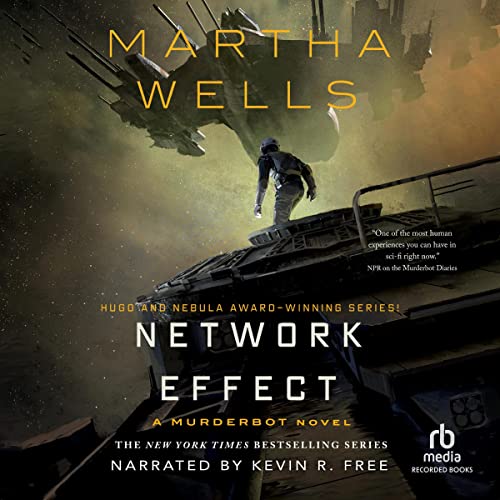 MARTHA
WELLS
"One of the most human
experiences you can have in
sci-fi right now."
NPR on the Murderbot Diaries
HUGO AND NEBULA AWARD–WINNING SERIES!
NETWORK
EFFECT
A MURDERBOT NOVEL
THE NEW YORK TIMES BESTSELLING SERIES
NARRATED BY KEVIN R. FREE
rb
media
RECORDED BOOKS